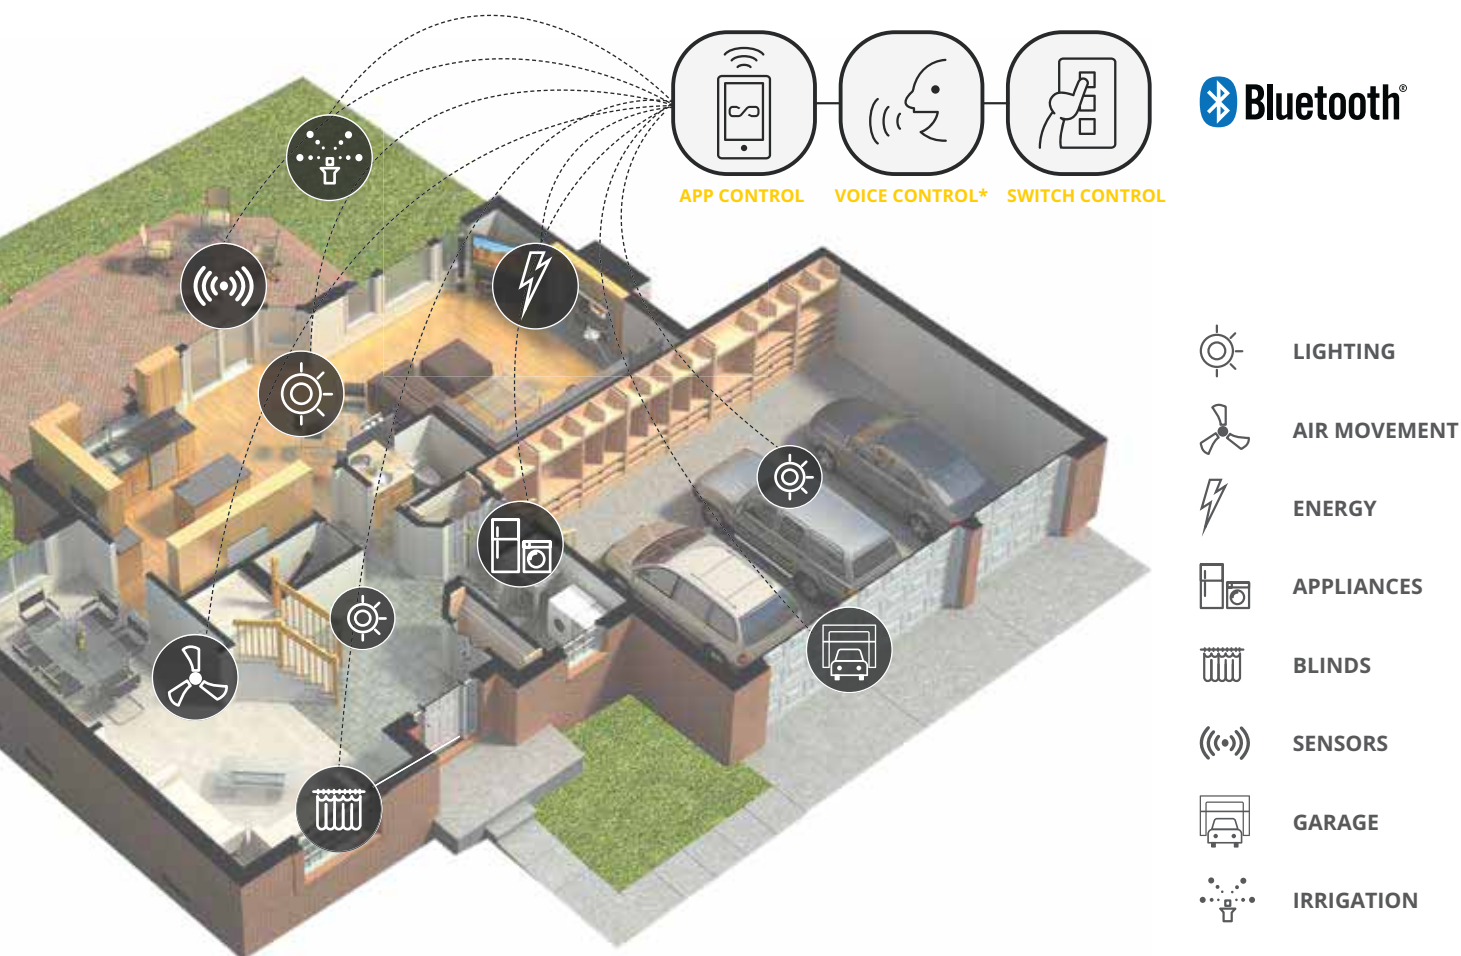 APP CONTROL
VOICE CONTROL*
SWITCH CONTROL
Bluetooth®
LIGHTING
AIR MOVEMENT
ENERGY
APPLIANCES
BLINDS
SENSORS
GARAGE
IRRIGATION